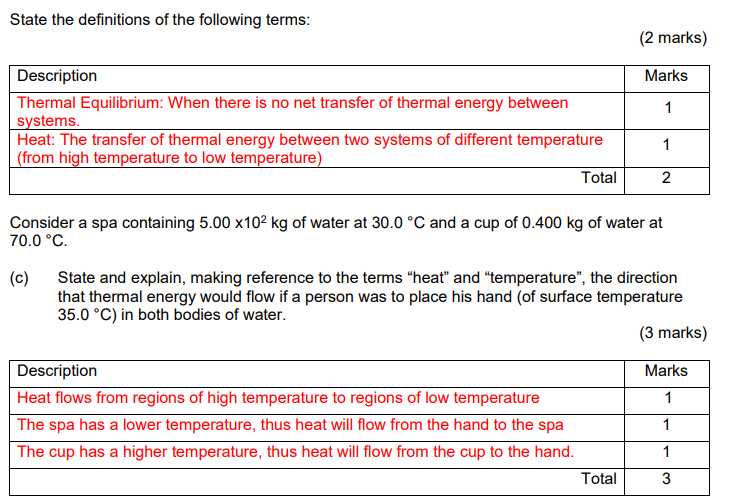 State the definitions of the following terms:
(2 marks)
Description Marks
Thermal Equilibrium: When there is no net transfer of thermal energy between 1
systems.
Heat: The transfer of thermal energy between two systems of different temperature 1
(from high temperature to low temperature)
Total 2
Consider a spa containing 5.00 x10² kg of water at 30.0 °C and a cup of 0.400 kg of water at
70.0 °C.
(c) State and explain, making reference to the terms “heat” and “temperature”, the direction
that thermal energy would flow if a person was to place his hand (of surface temperature
35.0 °C) in both bodies of water.
(3 marks)
Description Marks
Heat flows from regions of high temperature to regions of low temperature 1
The spa has a lower temperature, thus heat will flow from the hand to the spa 1
The cup has a higher temperature, thus heat will flow from the cup to the hand. 1
Total 3